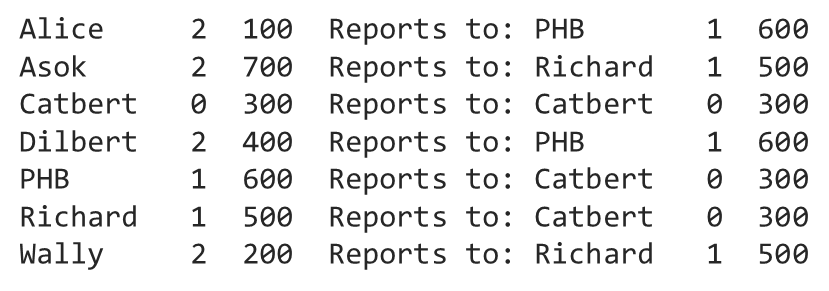 Alice    2  100  Reports to: PHB      1  600
Asok     2  700  Reports to: Richard  1  500
Catbert  0  300  Reports to: Catbert  0  300
Dilbert  2  400  Reports to: PHB      1  600
PHB      1  600  Reports to: Catbert  0  300
Richard  1  500  Reports to: Catbert  0  300
Wally    2  200  Reports to: Richard  1  500